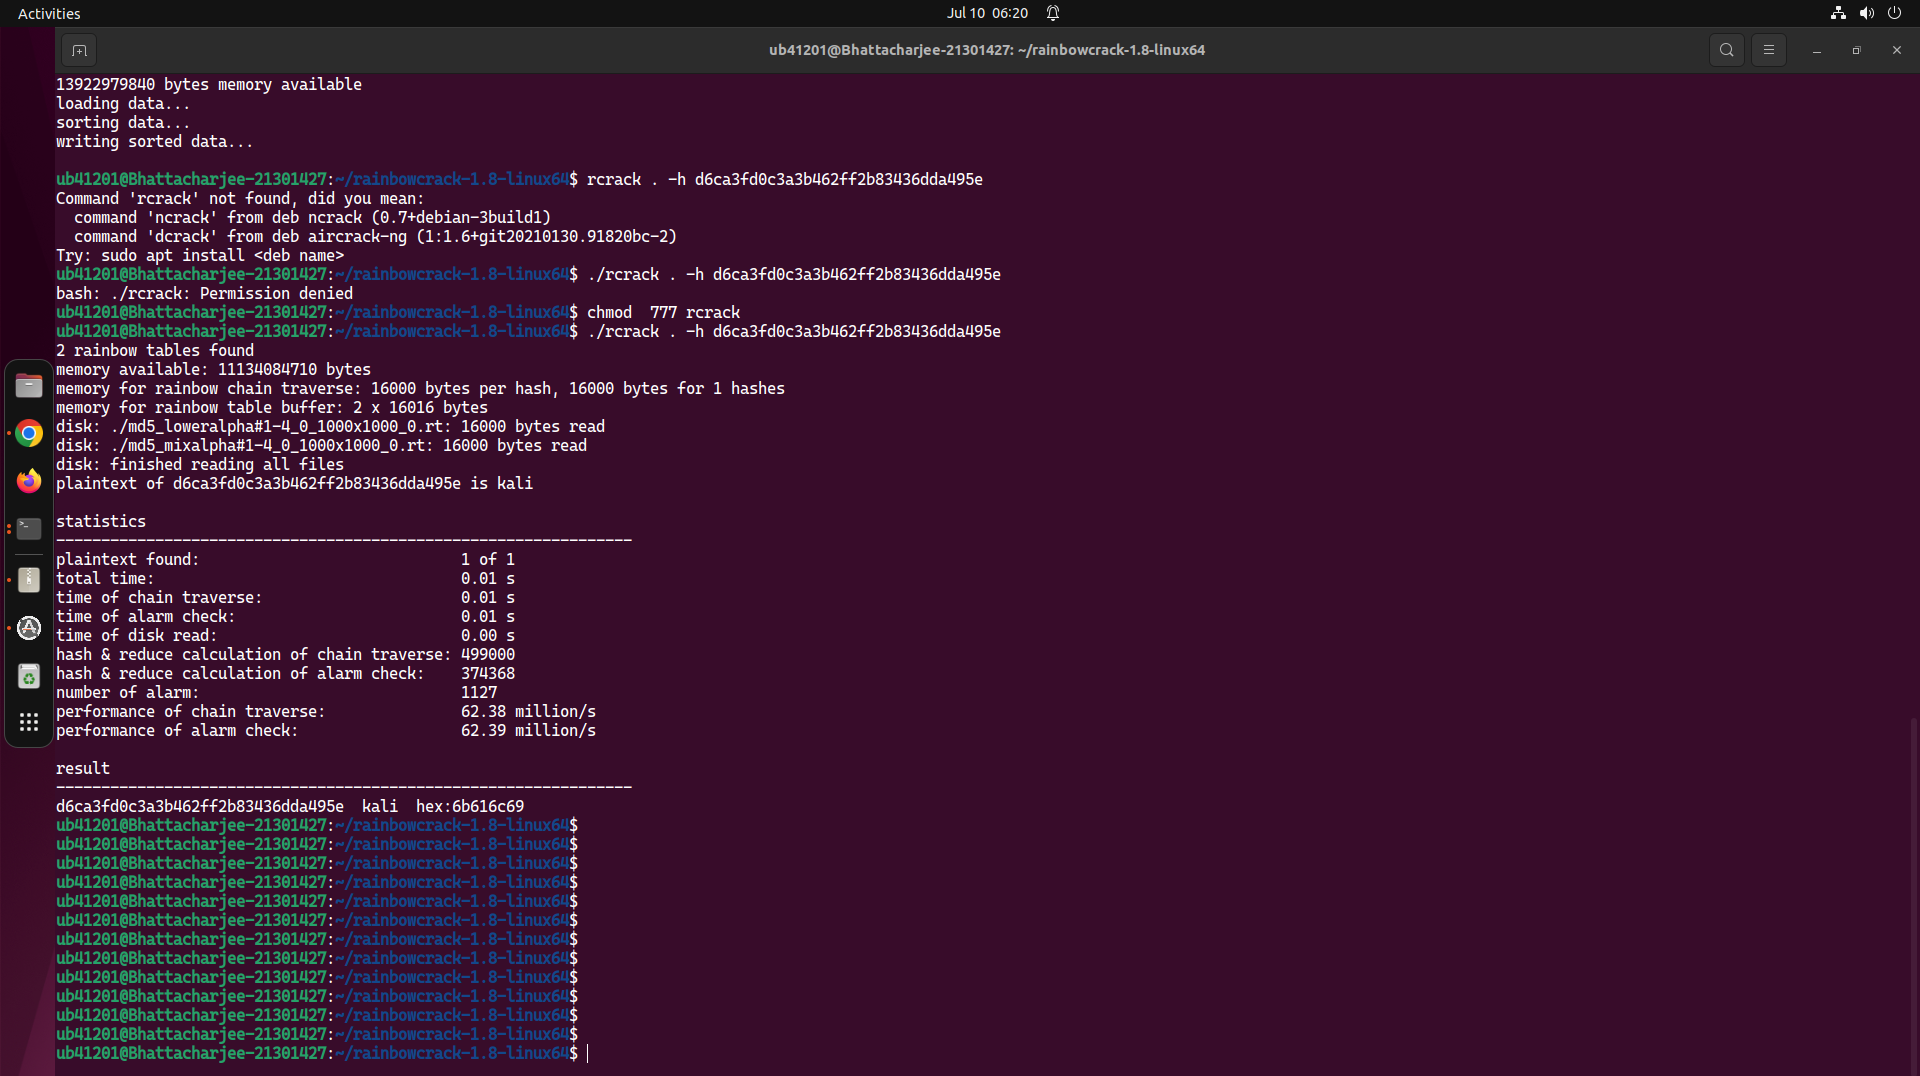 Activities
Jul 10 06:20
ub41201@Bhattacharjee-21301427: ~/rainbowcrack-1.8-linux64
13922979840 bytes memory available
loading data...
sorting data...
writing sorted data...
ub41201@Bhattacharjee-21301427:~/rainbowcrack-1.8-linux64$ rcrack . -h d6ca3fd0c3a3b462ff2b83436dda495e
Command 'rcrack' not found, did you mean:
command 'ncrack' from deb ncrack (0.7+debian-3build1)
command 'dcrack' from deb aircrack-ng (1:1.6+git20210130.91820bc-2)
Try: sudo apt install <deb name>
ub41201@Bhattacharjee-21301427:~/rainbowcrack-1.8-linux64$ ./rcrack . -h d6ca3fd0c3a3b462ff2b83436dda495e
bash: ./rcrack: Permission denied
ub41201@Bhattacharjee-21301427:~/rainbowcrack-1.8-linux64$ chmod  777 rcrack
ub41201@Bhattacharjee-21301427:~/rainbowcrack-1.8-linux64$ ./rcrack . -h d6ca3fd0c3a3b462ff2b83436dda495e
2 rainbow tables found
memory available: 11134084710 bytes
memory for rainbow chain traverse: 16000 bytes per hash, 16000 bytes for 1 hashes
memory for rainbow table buffer: 2 x 16016 bytes
disk: ./md5_loweralpha#1-4_0_1000x1000_0.rt: 16000 bytes read
disk: ./md5_mixalpha#1-4_0_1000x1000_0.rt: 16000 bytes read
disk: finished reading all files
plaintext of d6ca3fd0c3a3b462ff2b83436dda495e is kali
statistics
----------------------------------------------------------------
plaintext found: 1 of 1
total time: 0.01 s
time of chain traverse: 0.01 s
time of alarm check: 0.01 s
time of disk read: 0.00 s
hash & reduce calculation of chain traverse: 499000
hash & reduce calculation of alarm check: 374368
number of alarm: 1127
performance of chain traverse: 62.38 million/s
performance of alarm check: 62.39 million/s
result
----------------------------------------------------------------
d6ca3fd0c3a3b462ff2b83436dda495e  kali  hex:6b616c69
ub41201@Bhattacharjee-21301427:~/rainbowcrack-1.8-linux64$
ub41201@Bhattacharjee-21301427:~/rainbowcrack-1.8-linux64$
ub41201@Bhattacharjee-21301427:~/rainbowcrack-1.8-linux64$
ub41201@Bhattacharjee-21301427:~/rainbowcrack-1.8-linux64$
ub41201@Bhattacharjee-21301427:~/rainbowcrack-1.8-linux64$
ub41201@Bhattacharjee-21301427:~/rainbowcrack-1.8-linux64$
ub41201@Bhattacharjee-21301427:~/rainbowcrack-1.8-linux64$
ub41201@Bhattacharjee-21301427:~/rainbowcrack-1.8-linux64$
ub41201@Bhattacharjee-21301427:~/rainbowcrack-1.8-linux64$
ub41201@Bhattacharjee-21301427:~/rainbowcrack-1.8-linux64$
ub41201@Bhattacharjee-21301427:~/rainbowcrack-1.8-linux64$
ub41201@Bhattacharjee-21301427:~/rainbowcrack-1.8-linux64$
ub41201@Bhattacharjee-21301427:~/rainbowcrack-1.8-linux64$